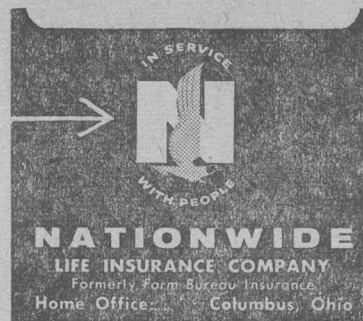 IN SERVICE
N
WITH PEOPLE
NATIONWIDE
LIFE INSURANCE COMPANY
Formerly Farm Bureau Insurance
Home Office: Columbus, Ohio